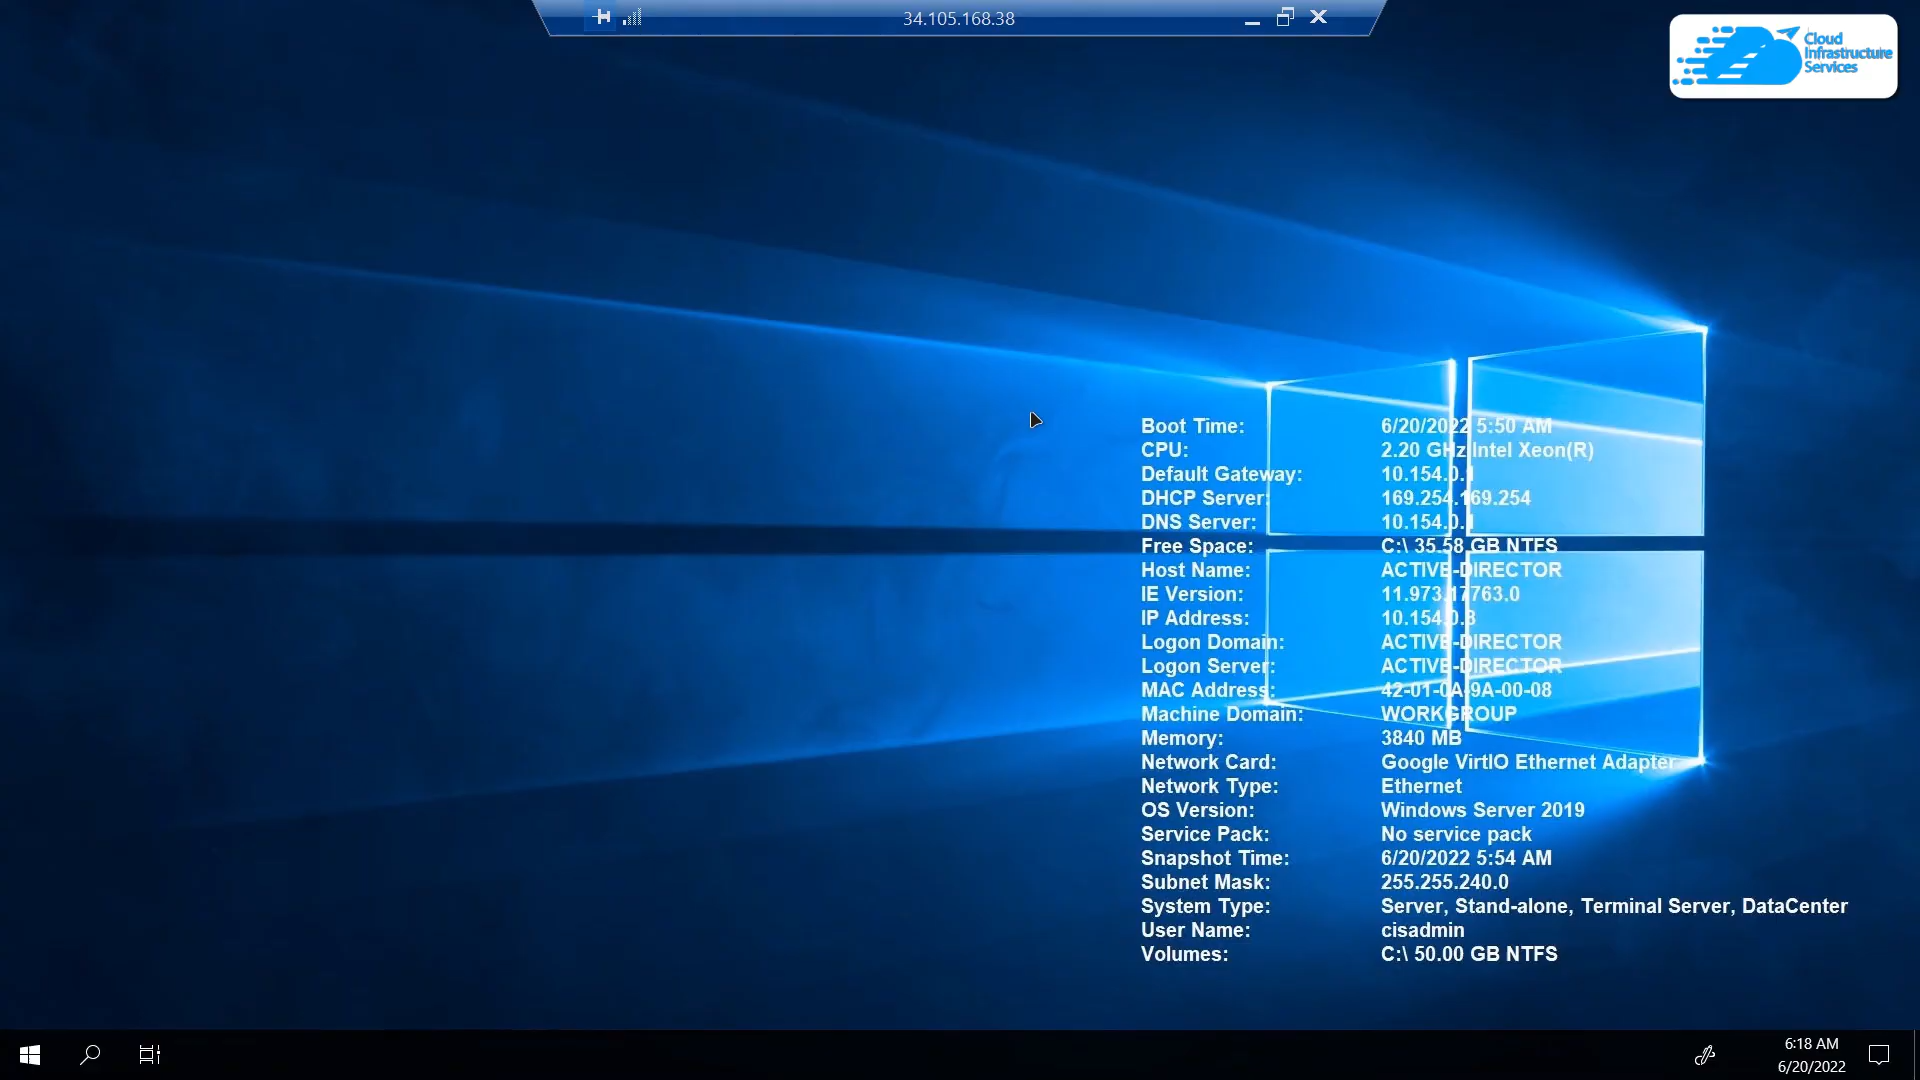 34.105.168.38
Cloud
Infrastructure
Services
Boot Time: 6/20/2022 5:50 AM
CPU: 2.20 GHz Intel Xeon(R)
Default Gateway: 10.154.0.1
DHCP Server: 169.254.169.254
DNS Server: 10.154.0.1
Free Space: C:\ 35.58 GB NTFS
Host Name: ACTIVE-DIRECTOR
IE Version: 11.973.17763.0
IP Address: 10.154.0.8
Logon Domain: ACTIVE-DIRECTOR
Logon Server: ACTIVE-DIRECTOR
MAC Address: 42-01-0A-9A-00-08
Machine Domain: WORKGROUP
Memory: 3840 MB
Network Card: Google VirtIO Ethernet Adapter
Network Type: Ethernet
OS Version: Windows Server 2019
Service Pack: No service pack
Snapshot Time: 6/20/2022 5:54 AM
Subnet Mask: 255.255.240.0
System Type: Server, Stand-alone, Terminal Server, DataCenter
User Name: cisadmin
Volumes: C:\ 50.00 GB NTFS
6:18 AM
6/20/2022